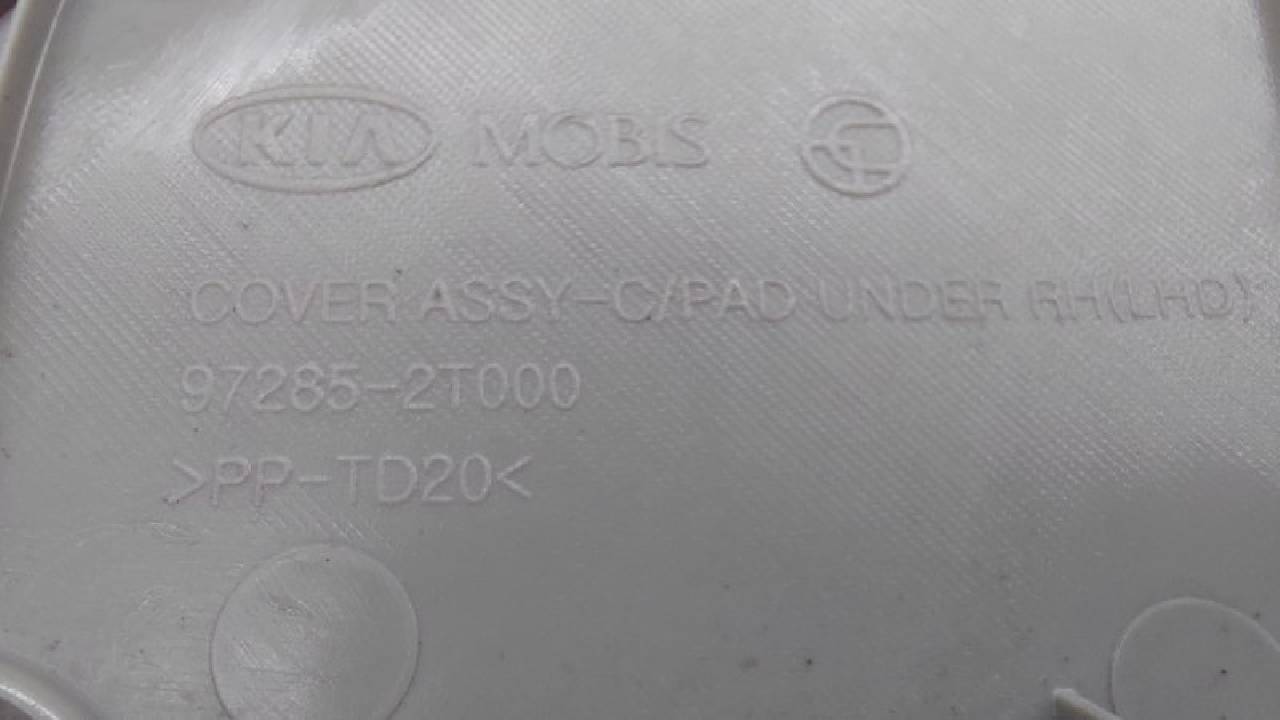 KIA MOBIS
COVER ASSY-C/PAD UNDER RH(LHD)
97285-2T000
>PP-TD20<